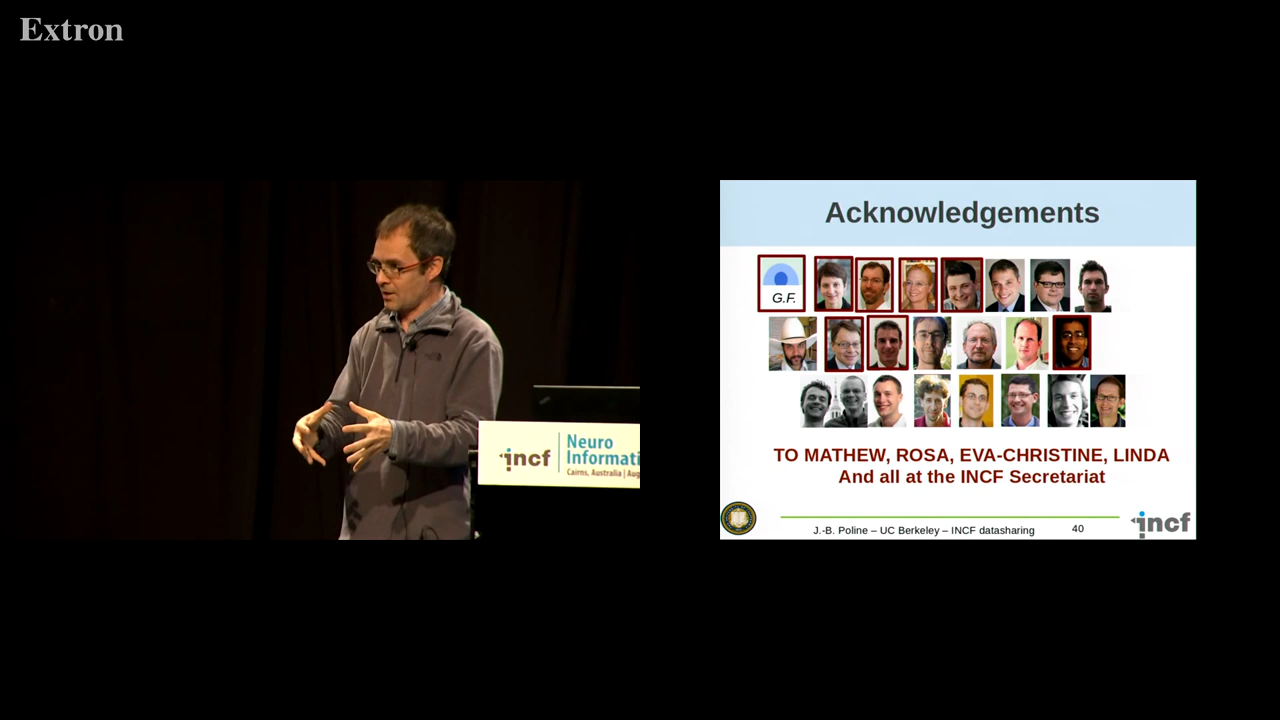 Extron
incf
Neuro
Informati
Cairns, Australia | Aug
Acknowledgements
G.F.
TO MATHEW, ROSA, EVA-CHRISTINE, LINDA
And all at the INCF Secretariat
J.-B. Poline – UC Berkeley – INCF datasharing
40
incf